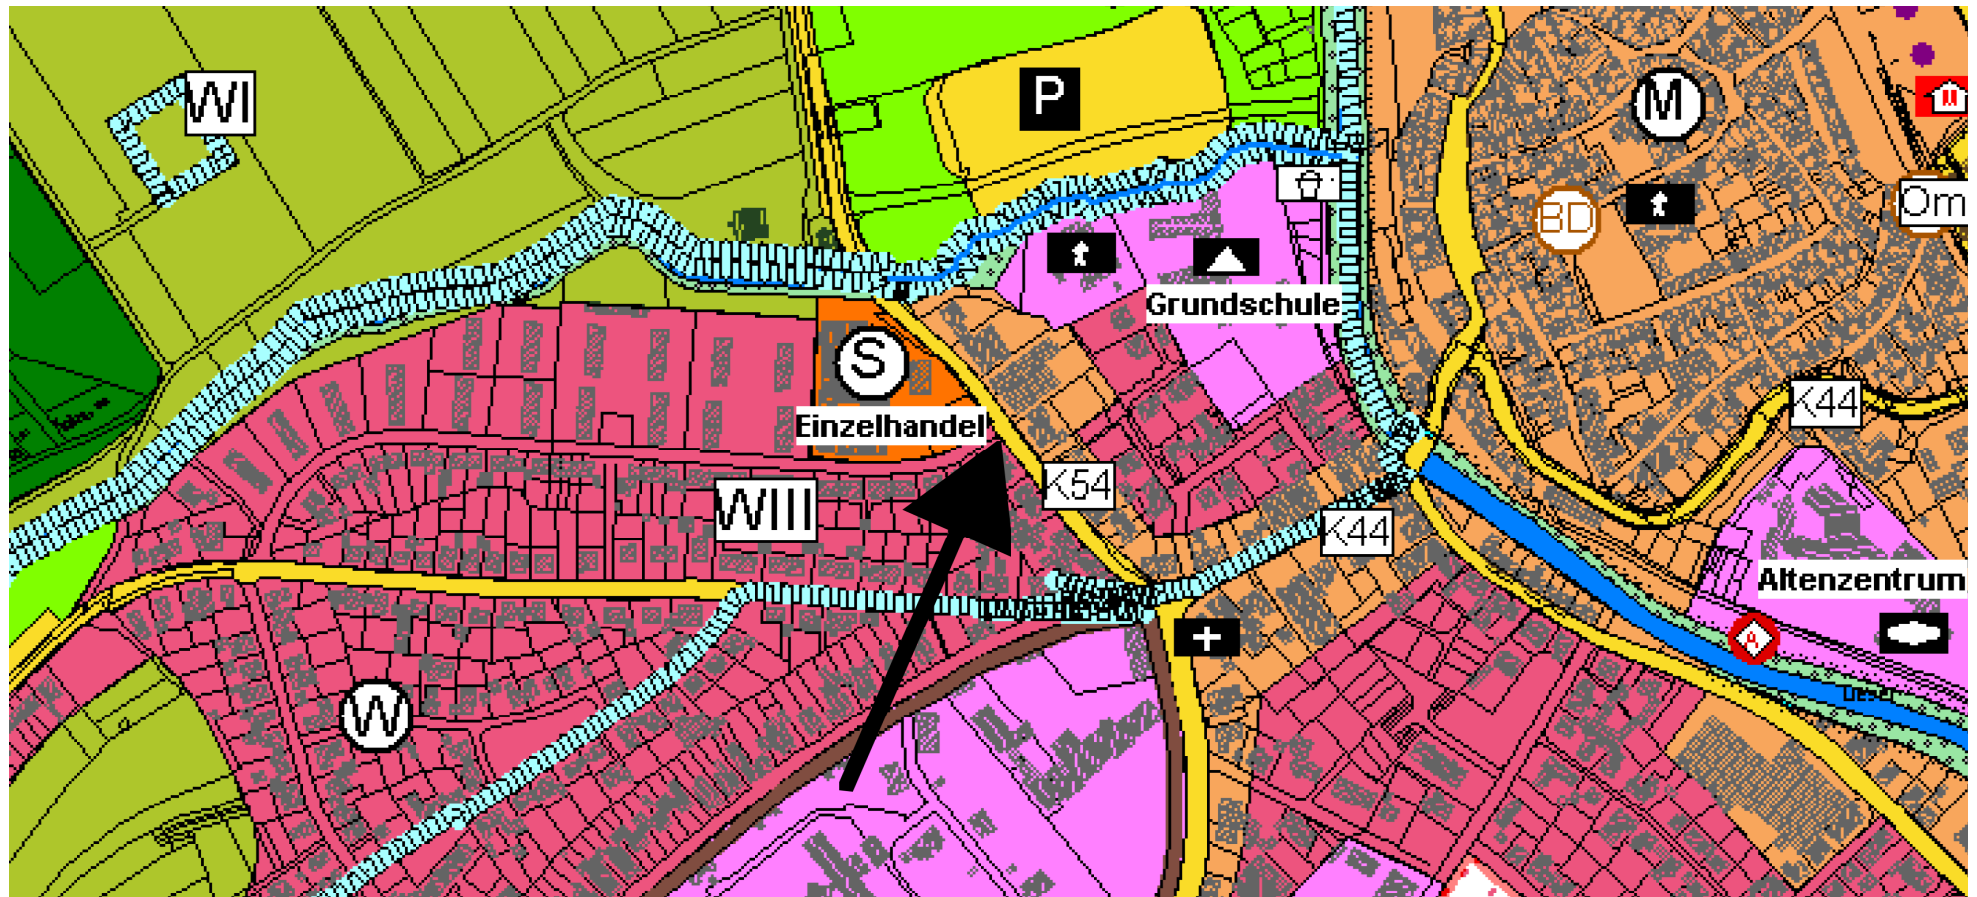 WI
P
M
BD
Om
Grundschule
S
Einzelhandel
K44
K54
WIII
K44
Altenzentrum
A
W